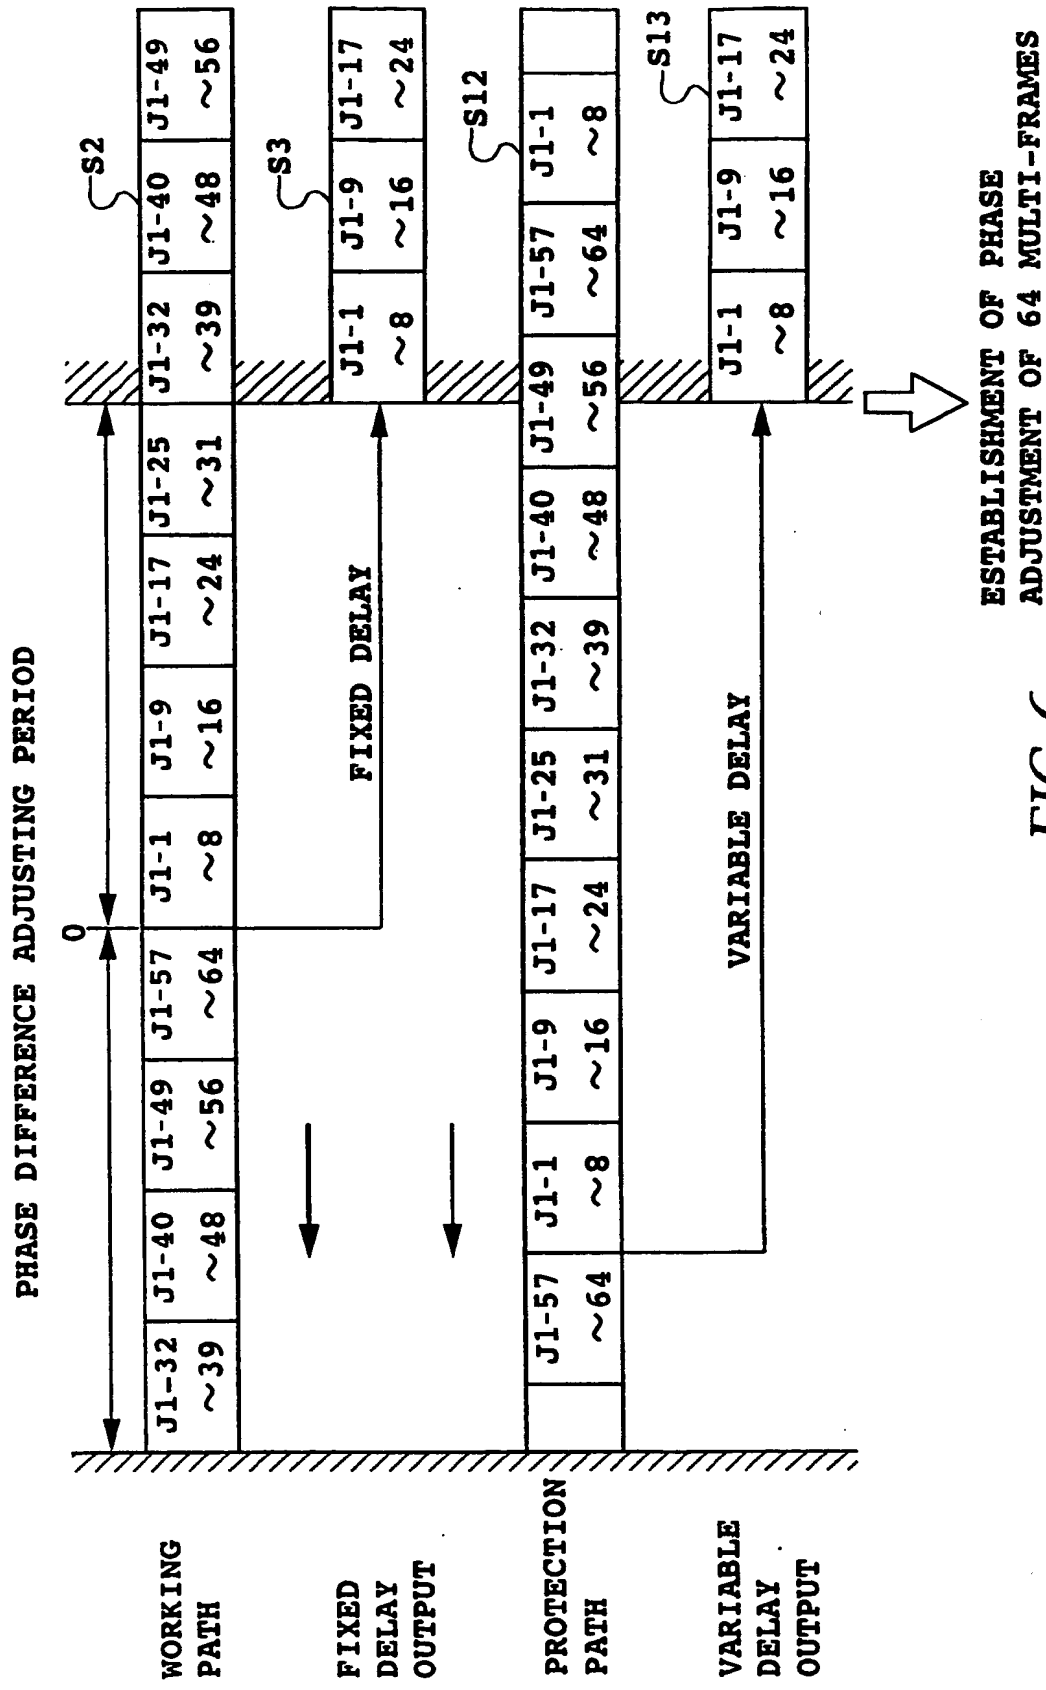 PHASE DIFFERENCE ADJUSTING PERIOD
0
WORKING
PATH
J1-32
~39
J1-40
~48
J1-49
~56
J1-57
~64
J1-1
~8
J1-9
~16
J1-17
~24
J1-25
~31
J1-32
~39
J1-40
~48
J1-49
~56
S2
FIXED
DELAY
OUTPUT
FIXED DELAY
J1-1
~8
J1-9
~16
J1-17
~24
S3
PROTECTION
PATH
J1-57
~64
J1-1
~8
J1-9
~16
J1-17
~24
J1-25
~31
J1-32
~39
J1-40
~48
J1-49
~56
J1-57
~64
J1-1
~8
S12
VARIABLE
DELAY
OUTPUT
VARIABLE DELAY
J1-1
~8
J1-9
~16
J1-17
~24
S13
ESTABLISHMENT OF PHASE
ADJUSTMENT OF 64 MULTI-FRAMES